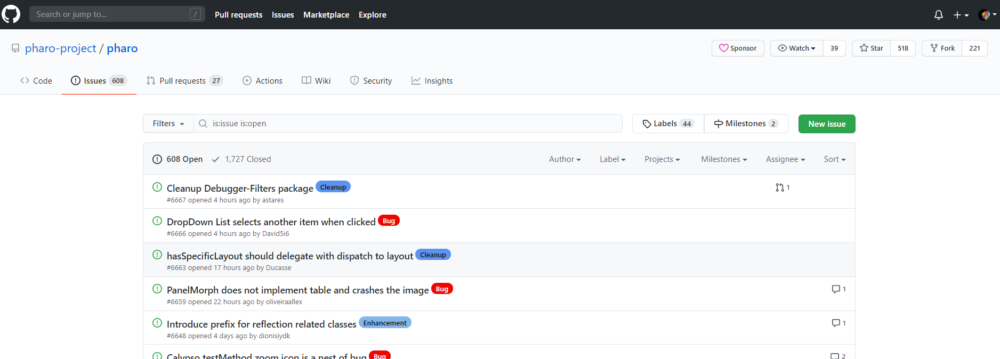 Search or jump to... / Pull requests Issues Marketplace Explore
pharo-project / pharo Sponsor Watch 39 Star 518 Fork 221
Code Issues 608 Pull requests 27 Actions Wiki Security Insights
Filters is:issue is:open Labels 44 Milestones 2 New issue
608 Open 1,727 Closed Author Label Projects Milestones Assignee Sort
Cleanup Debugger-Filters package Cleanup 1
#6667 opened 4 hours ago by astares
DropDown List selects another item when clicked Bug
#6666 opened 4 hours ago by David5i6
hasSpecificLayout should delegate with dispatch to layout Cleanup
#6663 opened 17 hours ago by Ducasse
PanelMorph does not implement table and crashes the image Bug 1
#6659 opened 22 hours ago by oliveiraallex
Introduce prefix for reflection related classes Enhancement 1
#6648 opened 4 days ago by dionisiydk
Calypso testMethod zoom icon is a nest of bug Bug 2